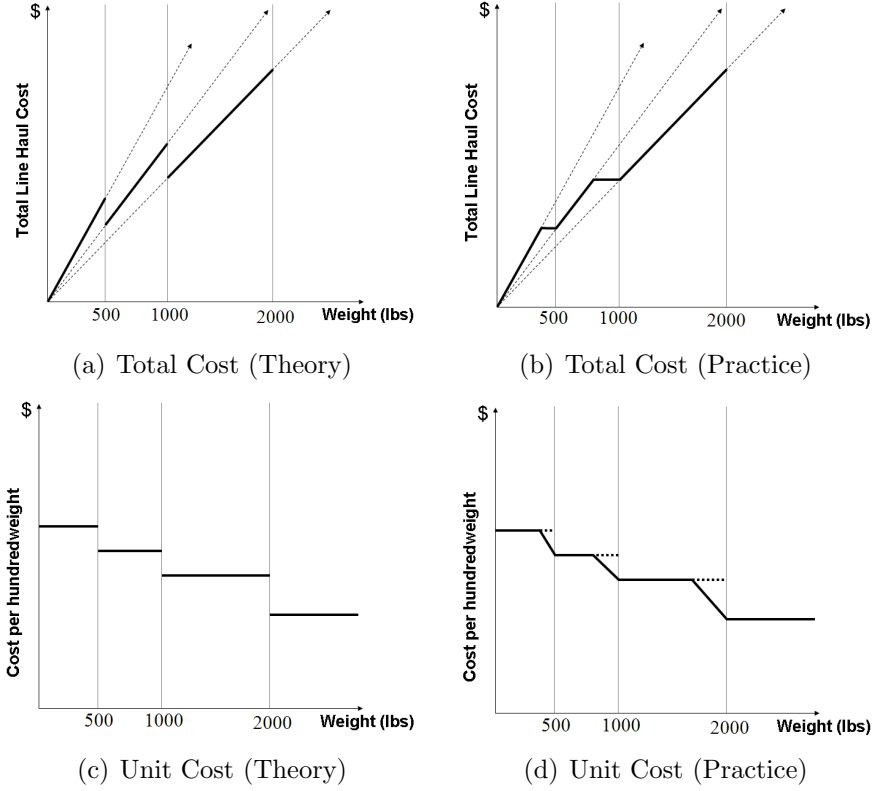 $
Total Line Haul Cost
500 1000 2000 Weight (lbs)
(a) Total Cost (Theory)
$
Total Line Haul Cost
500 1000 2000 Weight (lbs)
(b) Total Cost (Practice)
$
Cost per hundredweight
500 1000 2000 Weight (lbs)
(c) Unit Cost (Theory)
$
Cost per hundredweight
500 1000 2000 Weight (lbs)
(d) Unit Cost (Practice)